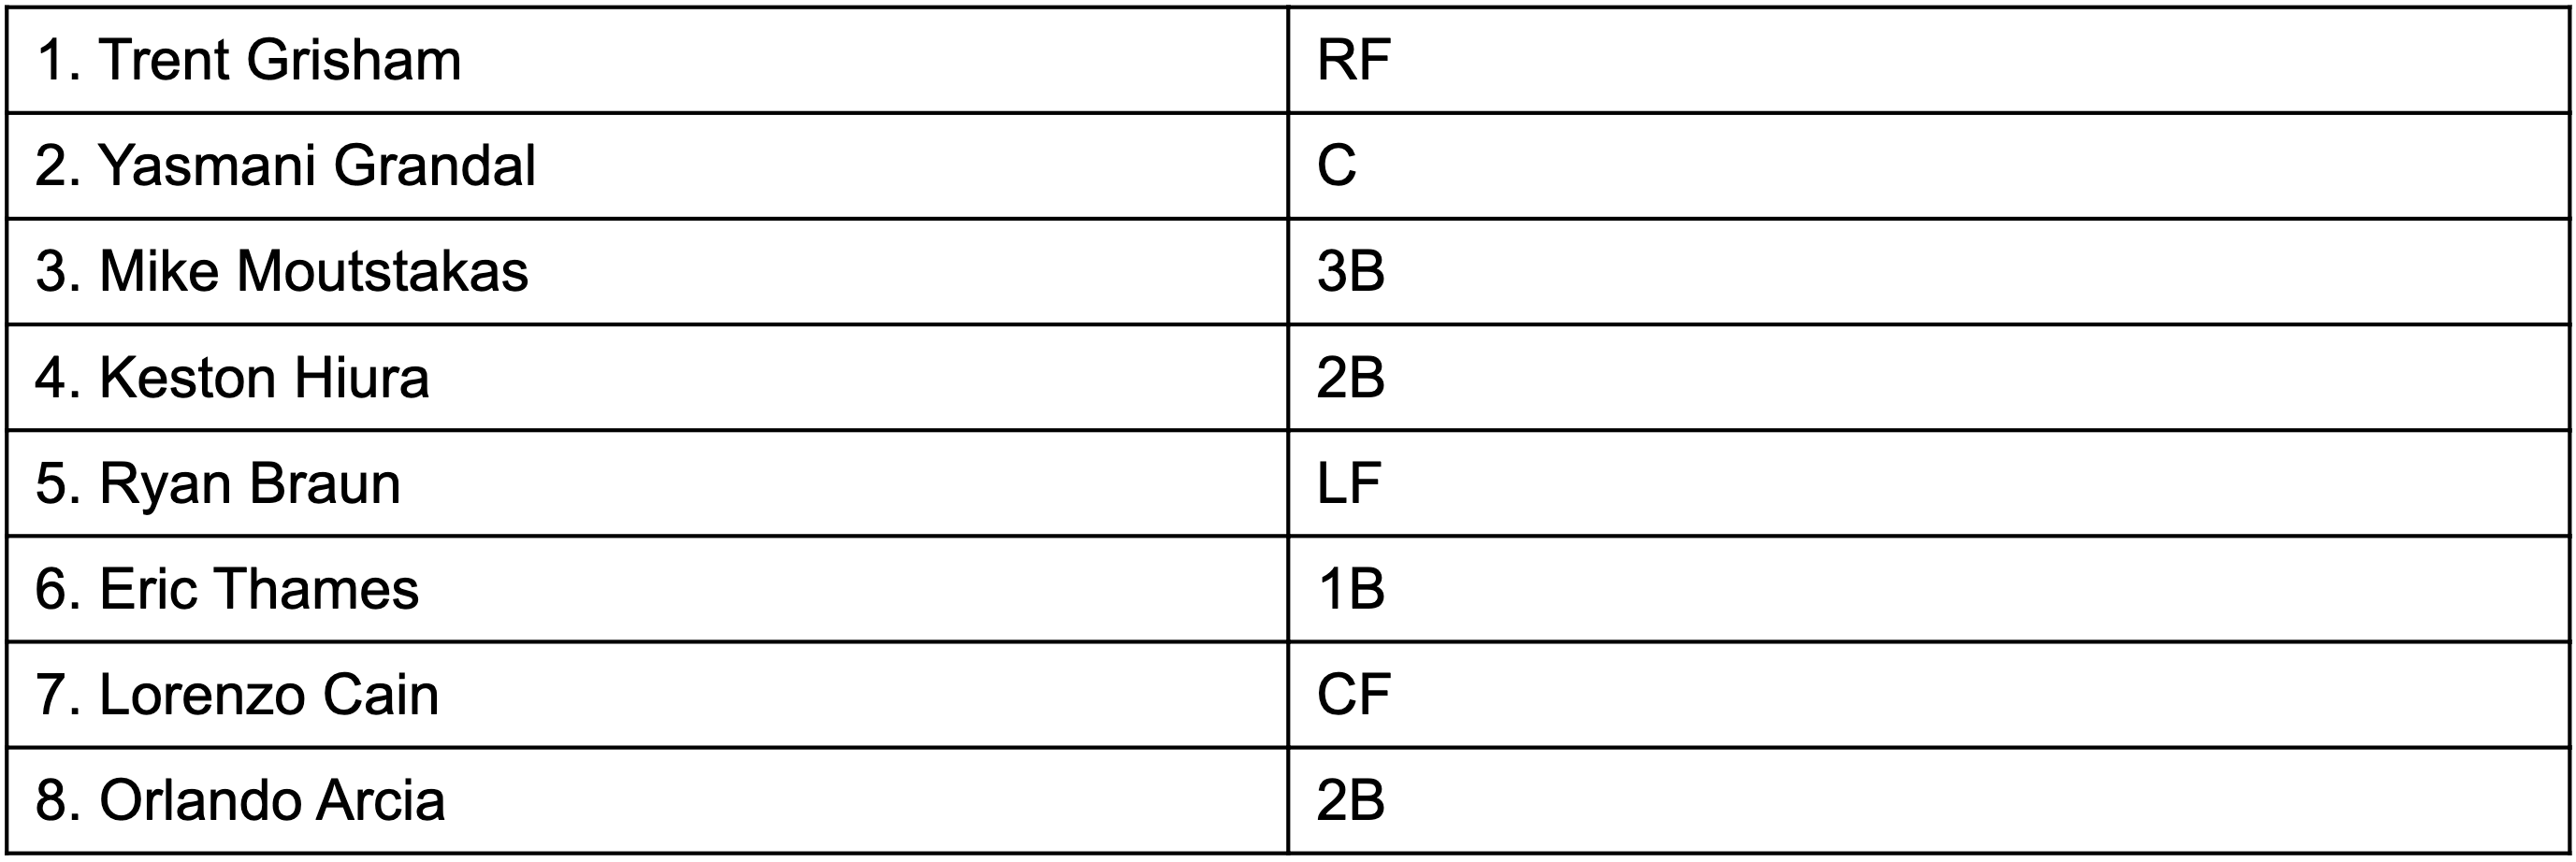 1. Trent Grisham RF
2. Yasmani Grandal C
3. Mike Moutstakas 3B
4. Keston Hiura 2B
5. Ryan Braun LF
6. Eric Thames 1B
7. Lorenzo Cain CF
8. Orlando Arcia 2B